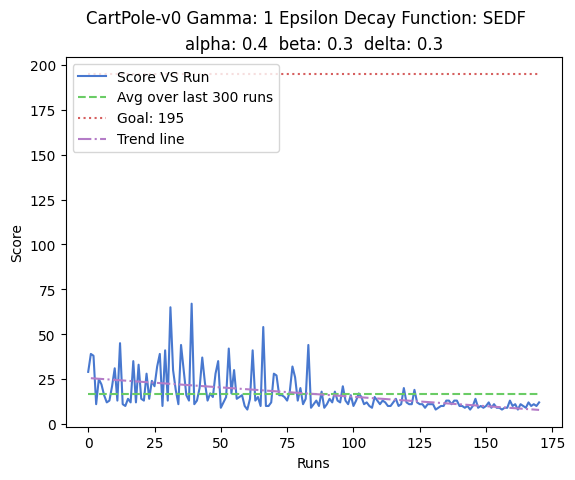 CartPole-v0 Gamma: 1 Epsilon Decay Function: SEDF
alpha: 0.4 beta: 0.3 delta: 0.3
Score VS Run
Avg over last 300 runs
Goal: 195
Trend line
200
175
150
125
100
75
50
25
0
Score
0
25
50
75
100
125
150
175
Runs